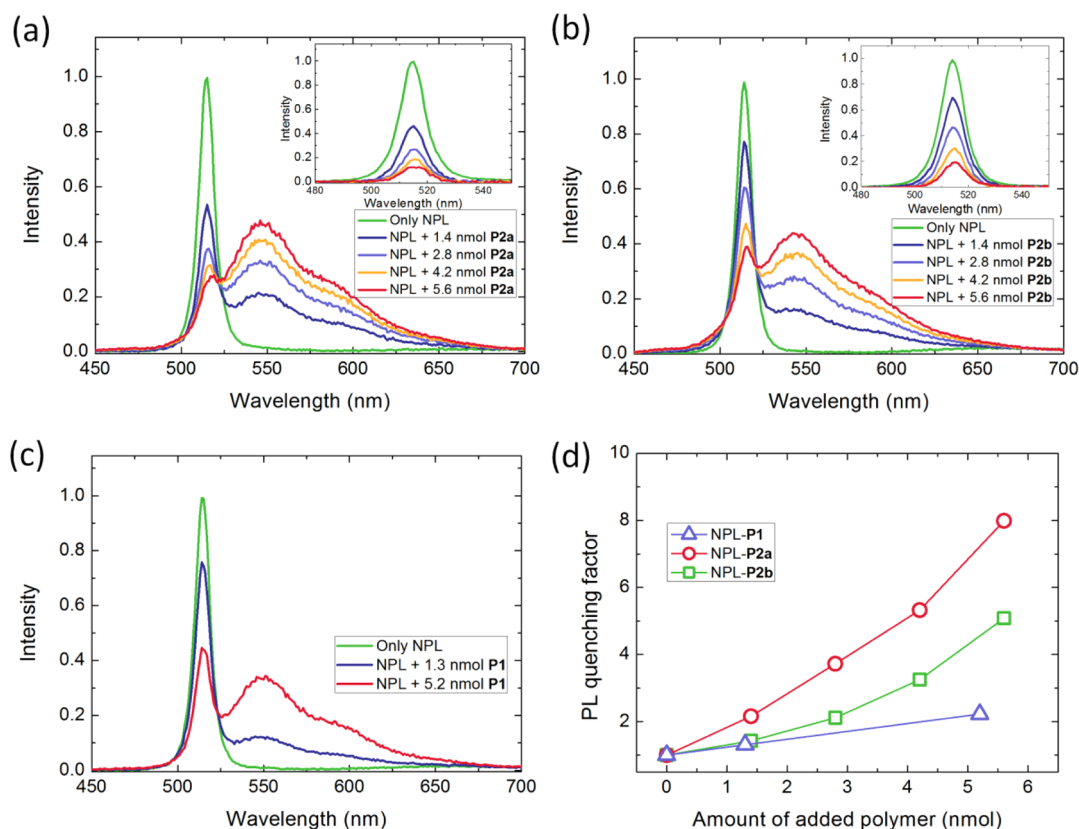 (a)
Intensity
1.0
0.8
0.6
0.4
0.2
0.0
450 500 550 600 650 700
Wavelength (nm)
Intensity
1.0
0.8
0.6
0.4
0.2
0.0
480 500 520 540
Wavelength (nm)
Only NPL
NPL + 1.4 nmol P2a
NPL + 2.8 nmol P2a
NPL + 4.2 nmol P2a
NPL + 5.6 nmol P2a
(b)
Intensity
1.0
0.8
0.6
0.4
0.2
0.0
450 500 550 600 650 700
Wavelength (nm)
Intensity
1.0
0.8
0.6
0.4
0.2
0.0
480 500 520 540
Wavelength (nm)
Only NPL
NPL + 1.4 nmol P2b
NPL + 2.8 nmol P2b
NPL + 4.2 nmol P2b
NPL + 5.6 nmol P2b
(c)
Intensity
1.0
0.8
0.6
0.4
0.2
0.0
450 500 550 600 650 700
Wavelength (nm)
Only NPL
NPL + 1.3 nmol P1
NPL + 5.2 nmol P1
(d)
PL quenching factor
10
8
6
4
2
0 1 2 3 4 5 6
Amount of added polymer (nmol)
NPL-P1
NPL-P2a
NPL-P2b